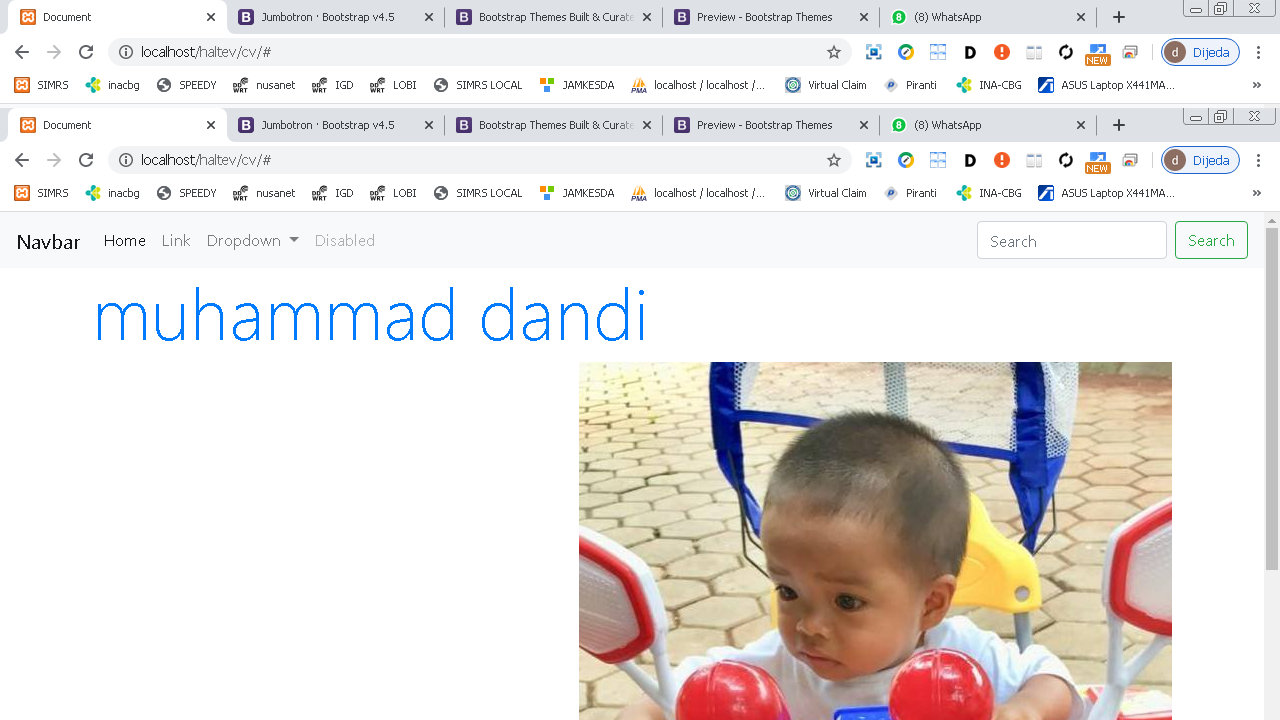 Document Jumbotron · Bootstrap v4.5 Bootstrap Themes Built & Curate Preview - Bootstrap Themes (8) WhatsApp
localhost/haltev/cv/# NEW d Dijeda
SIMRS inacbg SPEEDY nusanet IGD LOBI SIMRS LOCAL JAMKESDA localhost / localhost /... Virtual Claim Piranti INA-CBG ASUS Laptop X441MA... »
Document Jumbotron · Bootstrap v4.5 Bootstrap Themes Built & Curate Preview - Bootstrap Themes (8) WhatsApp
localhost/haltev/cv/# NEW d Dijeda
SIMRS inacbg SPEEDY nusanet IGD LOBI SIMRS LOCAL JAMKESDA localhost / localhost /... Virtual Claim Piranti INA-CBG ASUS Laptop X441MA... »
Navbar Home Link Dropdown Disabled Search Search
muhammad dandi